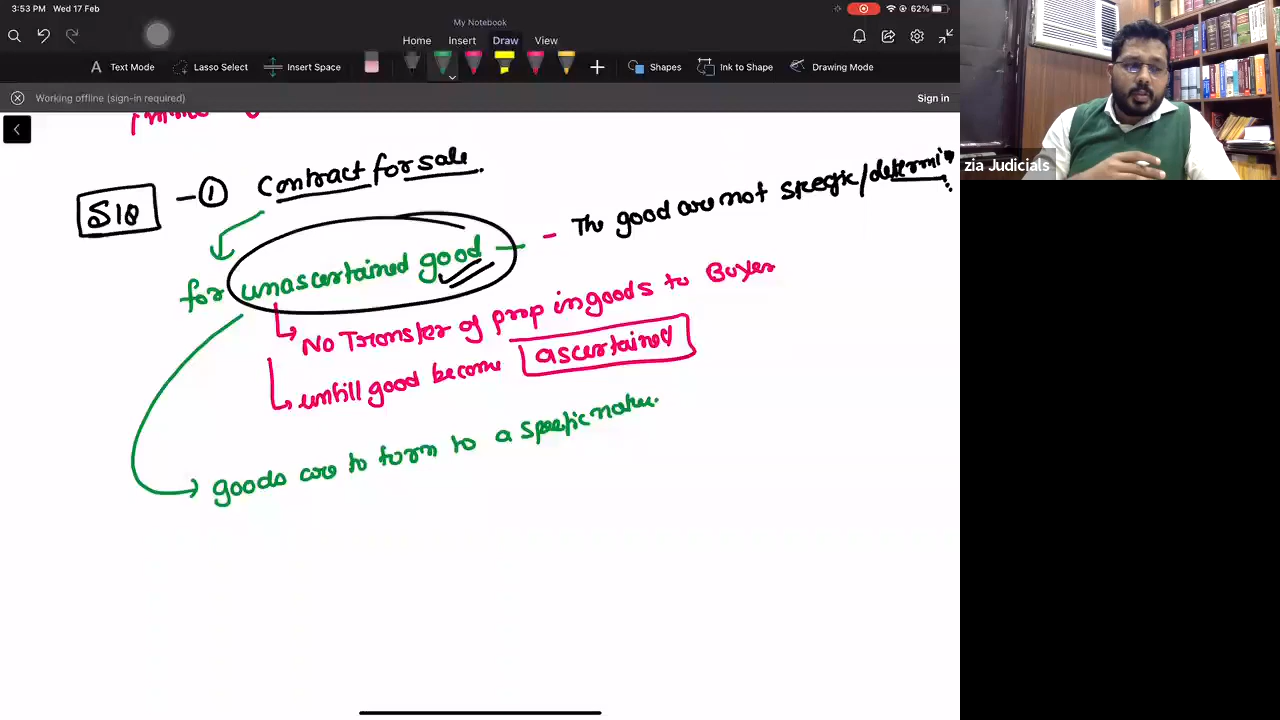 3:53 PM Wed 17 Feb
62%
My Notebook
Home Insert Draw View
Text Mode Lasso Select Insert Space Shapes Ink to Shape Drawing Mode
Working offline (sign-in required) Sign in
zia Judicials
S18 - ① Contract for sale.
for unascertained good - The good are not specific/determi
No Transfer of prop in goods to Buyer
untill good become ascertained
goods are to form to a specific nature.